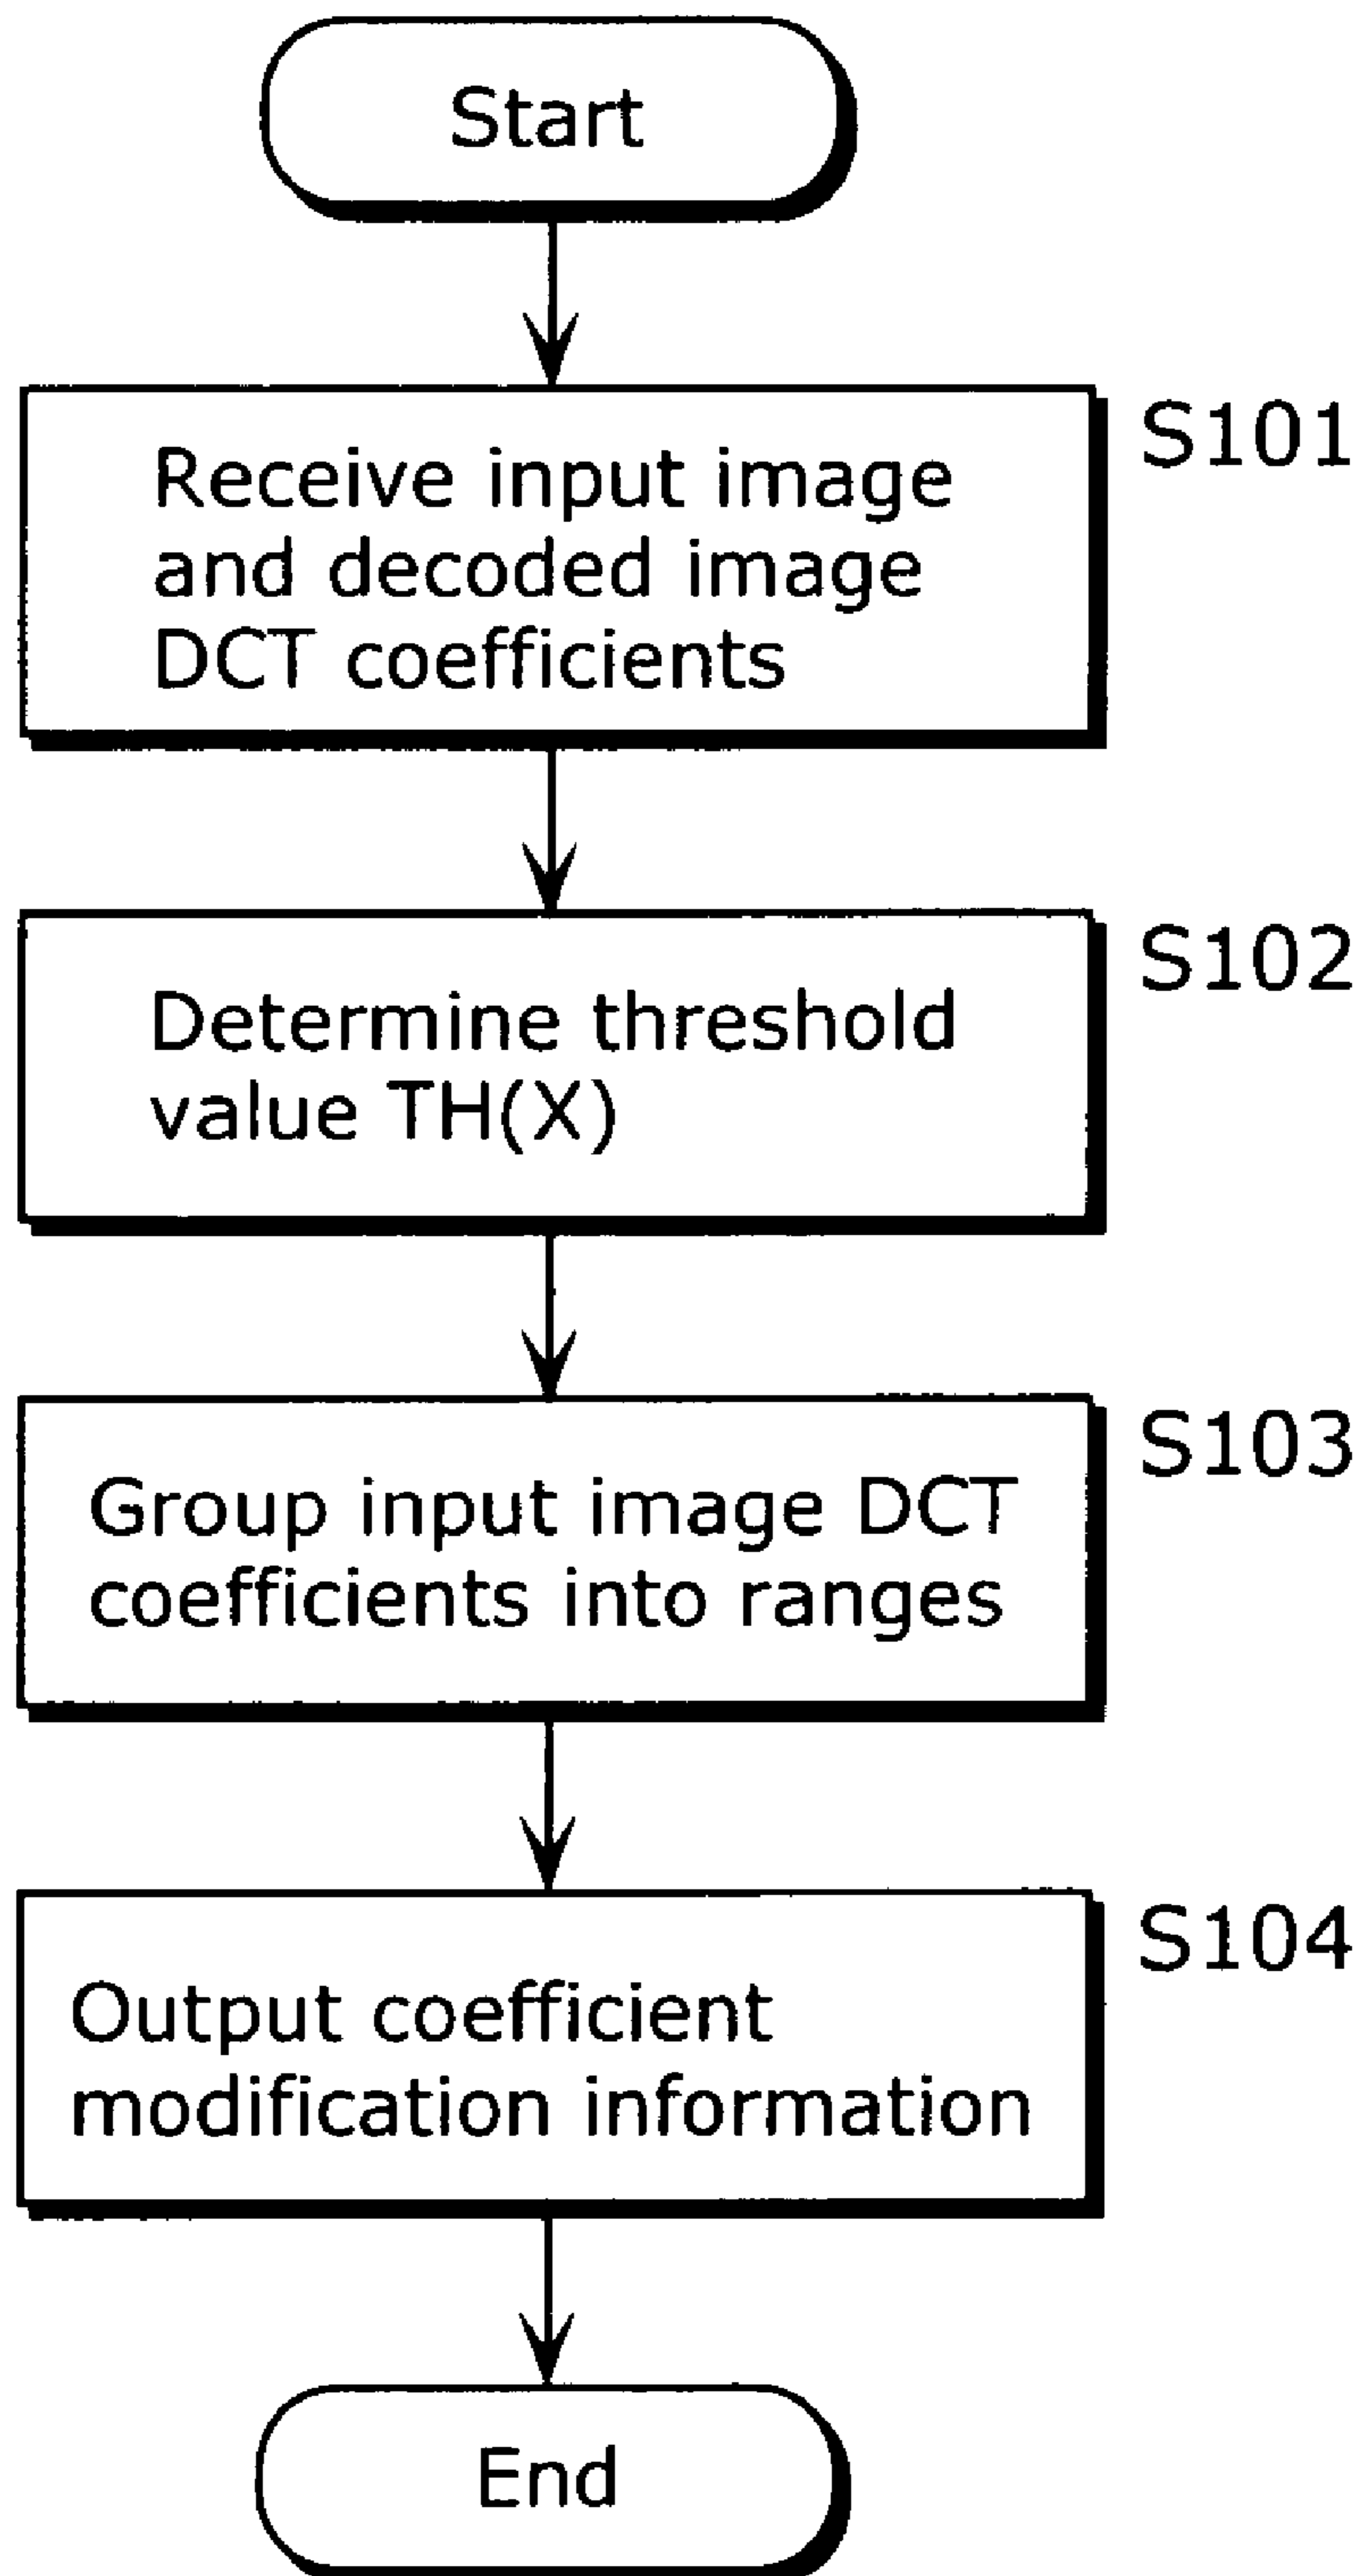 Start
S101
Receive input image
and decoded image
DCT coefficients
S102
Determine threshold
value TH(X)
S103
Group input image DCT
coefficients into ranges
S104
Output coefficient
modification information
End